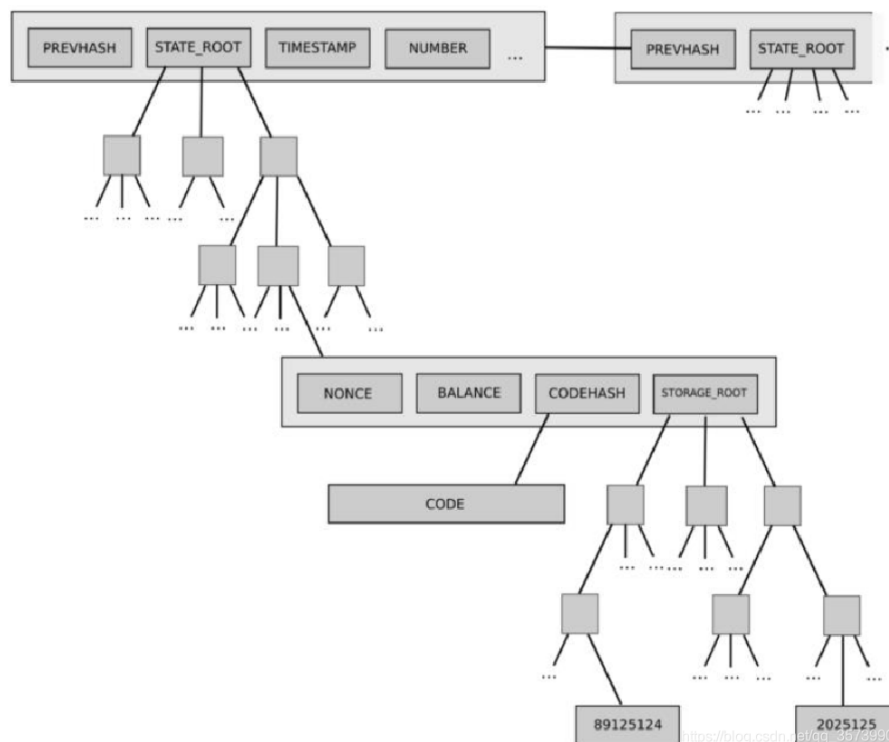 PREVHASH STATE_ROOT TIMESTAMP NUMBER ... PREVHASH STATE_ROOT
NONCE BALANCE CODEHASH STORAGE_ROOT
CODE
89125124 2025125